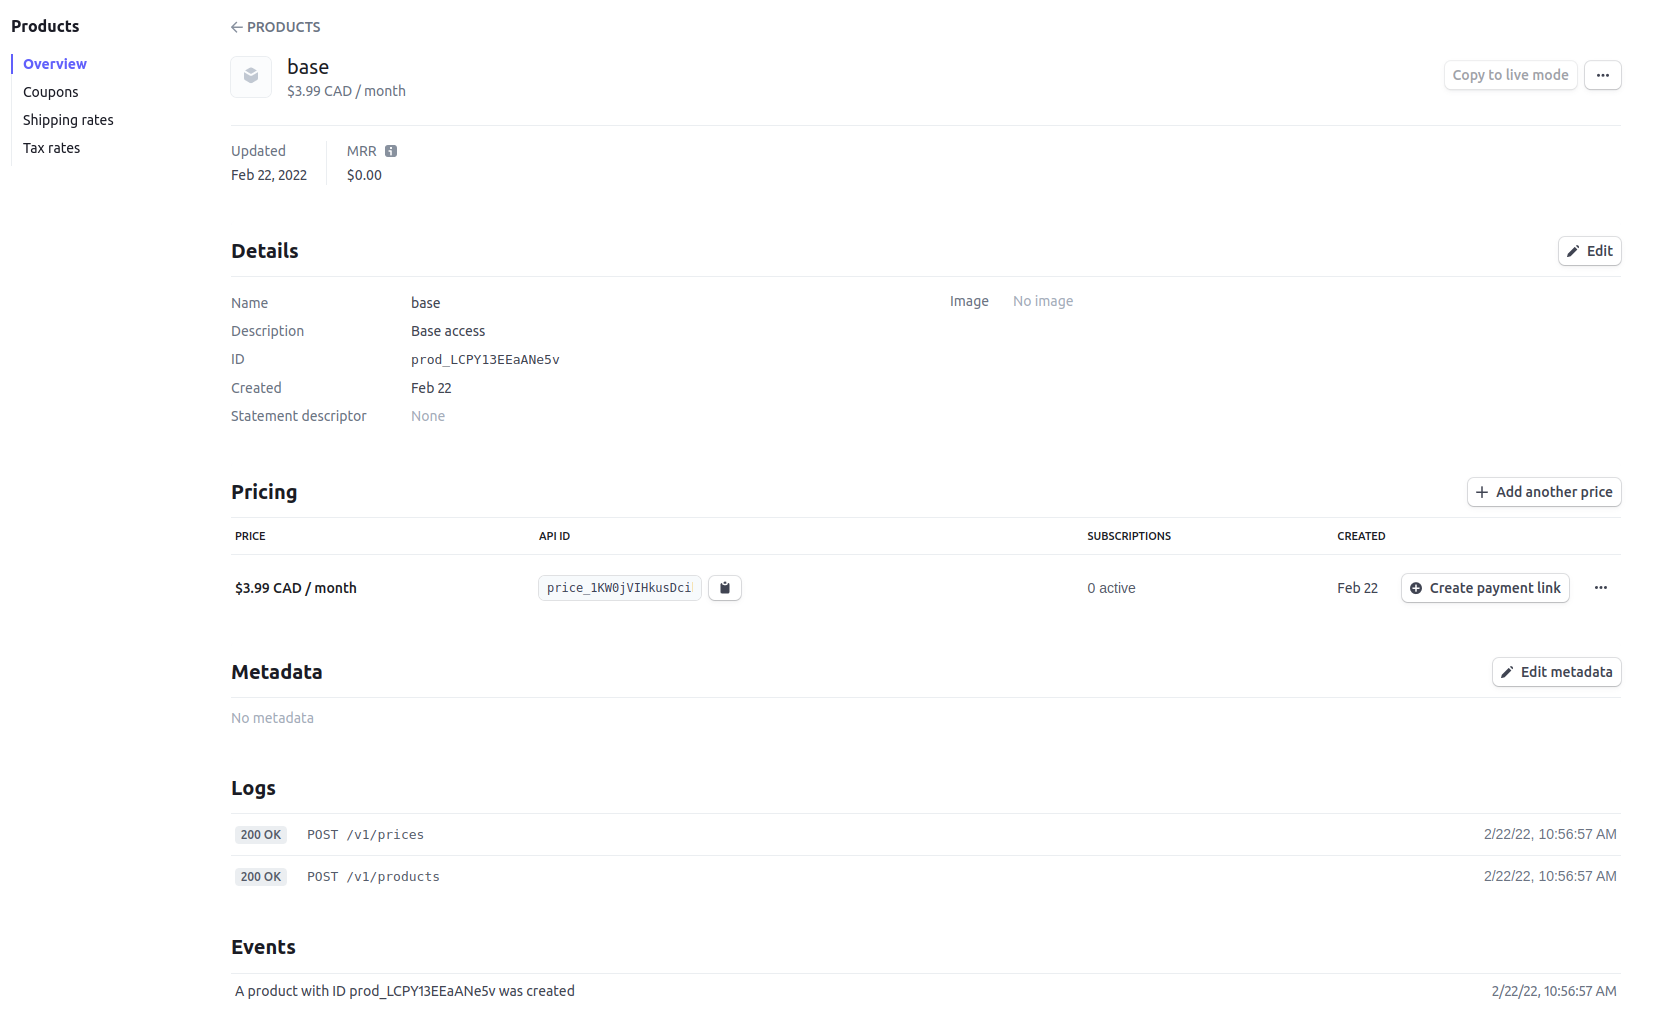 Products
Overview
Coupons
Shipping rates
Tax rates
← PRODUCTS
base
$3.99 CAD / month
Copy to live mode
Updated
Feb 22, 2022
MRR
$0.00
Details
Edit
Name base
Description Base access
ID prod_LCPY13EEaANe5v
Created Feb 22
Statement descriptor None
Image No image
Pricing
+ Add another price
PRICE API ID SUBSCRIPTIONS CREATED
$3.99 CAD / month price_1KW0jVIHkusDci 0 active Feb 22 Create payment link
Metadata
Edit metadata
No metadata
Logs
200 OK POST /v1/prices 2/22/22, 10:56:57 AM
200 OK POST /v1/products 2/22/22, 10:56:57 AM
Events
A product with ID prod_LCPY13EEaANe5v was created 2/22/22, 10:56:57 AM